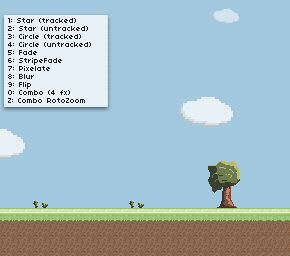 1: Star (tracked)
2: Star (untracked)
3: Circle (tracked)
4: Circle (untracked)
5: Fade
6: StripeFade
7: Pixelate
8: Blur
9: Flip
0: Combo (4 fx)
2: Combo RotoZoom